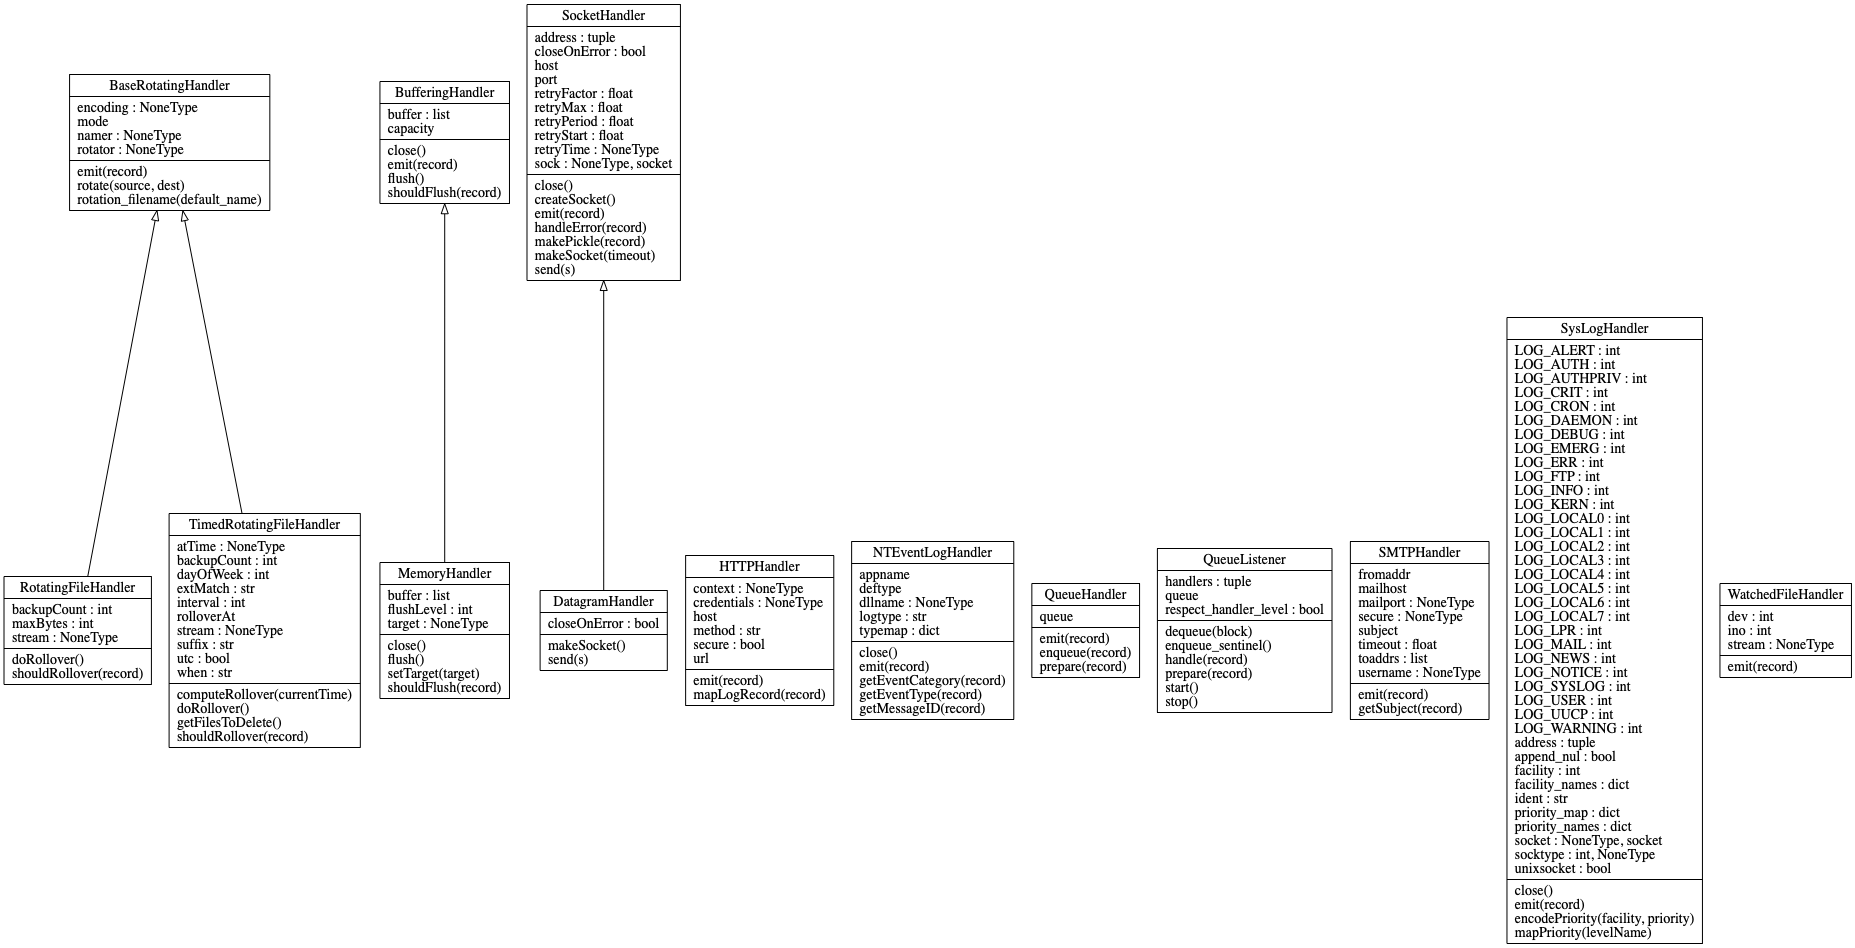 BaseRotatingHandler
encoding : NoneType
mode
namer : NoneType
rotator : NoneType
emit(record)
rotate(source, dest)
rotation_filename(default_name)
BufferingHandler
buffer : list
capacity
close()
emit(record)
flush()
shouldFlush(record)
SocketHandler
address : tuple
closeOnError : bool
host
port
retryFactor : float
retryMax : float
retryPeriod : float
retryStart : float
retryTime : NoneType
sock : NoneType, socket
close()
createSocket()
emit(record)
handleError(record)
makePickle(record)
makeSocket(timeout)
send(s)
RotatingFileHandler
backupCount : int
maxBytes : int
stream : NoneType
doRollover()
shouldRollover(record)
TimedRotatingFileHandler
atTime : NoneType
backupCount : int
dayOfWeek : int
extMatch : str
interval : int
rolloverAt
stream : NoneType
suffix : str
utc : bool
when : str
computeRollover(currentTime)
doRollover()
getFilesToDelete()
shouldRollover(record)
MemoryHandler
buffer : list
flushLevel : int
target : NoneType
close()
flush()
setTarget(target)
shouldFlush(record)
DatagramHandler
closeOnError : bool
makeSocket()
send(s)
HTTPHandler
context : NoneType
credentials : NoneType
host
method : str
secure : bool
url
emit(record)
mapLogRecord(record)
NTEventLogHandler
appname
deftype
dllname : NoneType
logtype : str
typemap : dict
close()
emit(record)
getEventCategory(record)
getEventType(record)
getMessageID(record)
QueueHandler
queue
emit(record)
enqueue(record)
prepare(record)
QueueListener
handlers : tuple
queue
respect_handler_level : bool
dequeue(block)
enqueue_sentinel()
handle(record)
prepare(record)
start()
stop()
SMTPHandler
fromaddr
mailhost
mailport : NoneType
secure : NoneType
subject
timeout : float
toaddrs : list
username : NoneType
emit(record)
getSubject(record)
SysLogHandler
LOG_ALERT : int
LOG_AUTH : int
LOG_AUTHPRIV : int
LOG_CRIT : int
LOG_CRON : int
LOG_DAEMON : int
LOG_DEBUG : int
LOG_EMERG : int
LOG_ERR : int
LOG_FTP : int
LOG_INFO : int
LOG_KERN : int
LOG_LOCAL0 : int
LOG_LOCAL1 : int
LOG_LOCAL2 : int
LOG_LOCAL3 : int
LOG_LOCAL4 : int
LOG_LOCAL5 : int
LOG_LOCAL6 : int
LOG_LOCAL7 : int
LOG_LPR : int
LOG_MAIL : int
LOG_NEWS : int
LOG_NOTICE : int
LOG_SYSLOG : int
LOG_USER : int
LOG_UUCP : int
LOG_WARNING : int
address : tuple
append_nul : bool
facility : int
facility_names : dict
ident : str
priority_map : dict
priority_names : dict
socket : NoneType, socket
socktype : int, NoneType
unixsocket : bool
close()
emit(record)
encodePriority(facility, priority)
mapPriority(levelName)
WatchedFileHandler
dev : int
ino : int
stream : NoneType
emit(record)